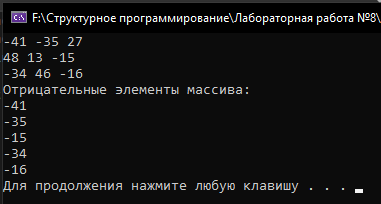 F:\Структурное программирование\Лабораторная работа №8\
-41 -35 27
48 13 -15
-34 46 -16
Отрицательные элементы массива:
-41
-35
-15
-34
-16
Для продолжения нажмите любую клавишу . . .